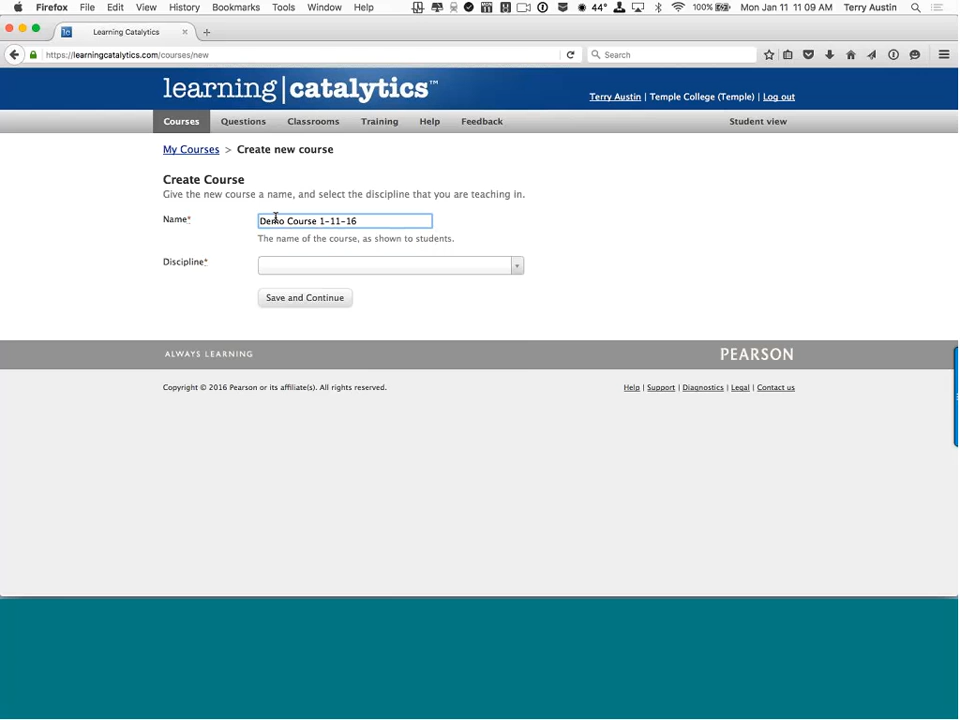 Firefox File Edit View History Bookmarks Tools Window Help 44° 100% Mon Jan 11 11:09 AM Terry Austin
Learning Catalytics
https://learningcatalytics.com/courses/new Search
learning|catalytics™
Terry Austin | Temple College (Temple) | Log out
Courses Questions Classrooms Training Help Feedback Student view
My Courses > Create new course
Create Course
Give the new course a name, and select the discipline that you are teaching in.
Name* Demo Course 1-11-16
The name of the course, as shown to students.
Discipline*
Save and Continue
ALWAYS LEARNING PEARSON
Copyright © 2016 Pearson or its affiliate(s). All rights reserved. Help | Support | Diagnostics | Legal | Contact us